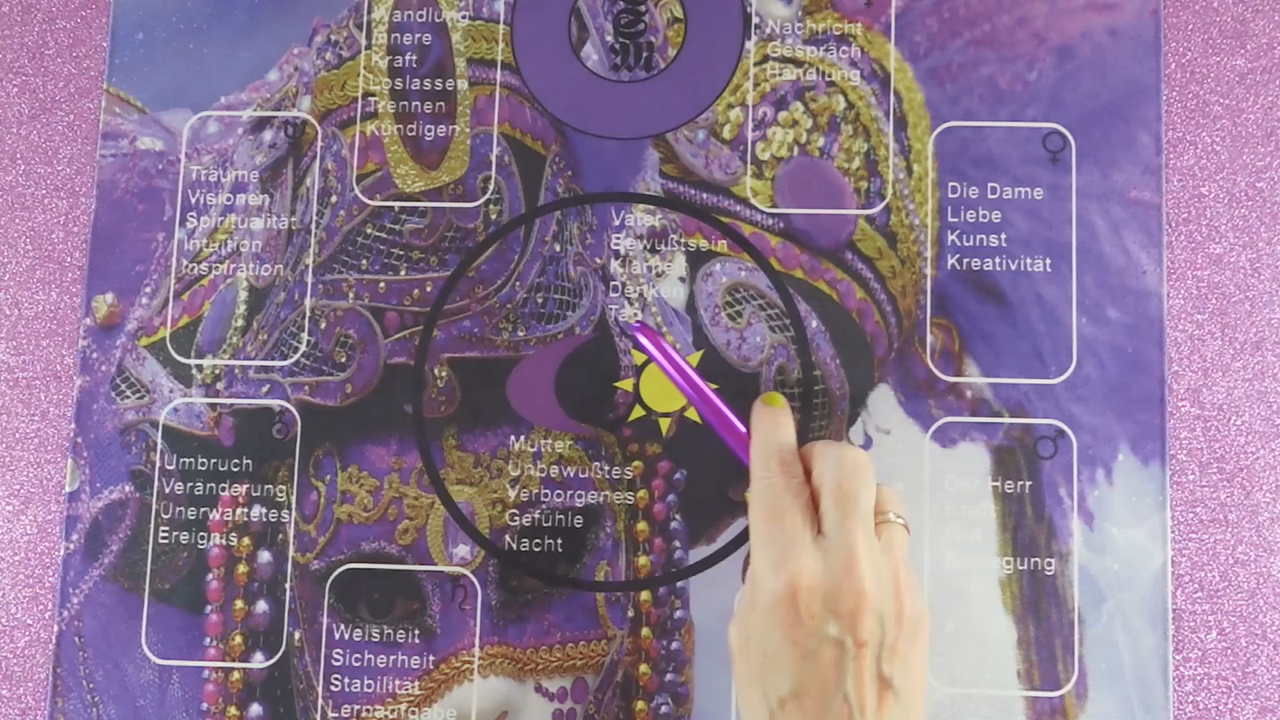 Wandlung
Innere
Kraft
Loslassen
Trennen
Kündigen
Nachricht
Gespräch
Handlung
Träume
Visionen
Spiritualität
Intuition
Inspiration
Vater
Bewußtsein
Klarheit
Denken
Tag
Die Dame
Liebe
Kunst
Kreativität
Mutter
Unbewußtes
Verborgenes
Gefühle
Nacht
Umbruch
Veränderung
Unerwartetes
Ereignis
Der Herr
Kraft
Weisheit
Sicherheit
Stabilität
Lernaufgabe